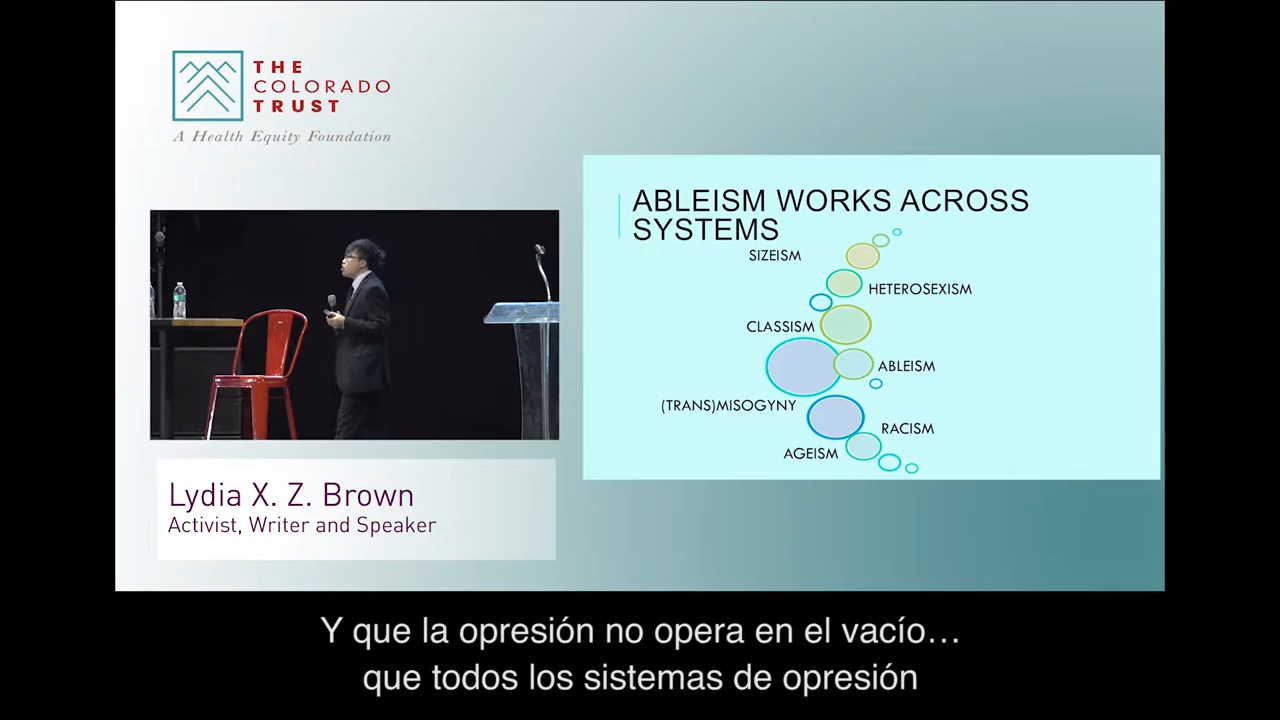 THE
COLORADO
TRUST
A Health Equity Foundation
ABLEISM WORKS ACROSS
SYSTEMS
SIZEISM
HETEROSEXISM
CLASSISM
ABLEISM
(TRANS)MISOGYNY
RACISM
AGEISM
Lydia X. Z. Brown
Activist, Writer and Speaker
Y que la opresión no opera en el vacío…
que todos los sistemas de opresión